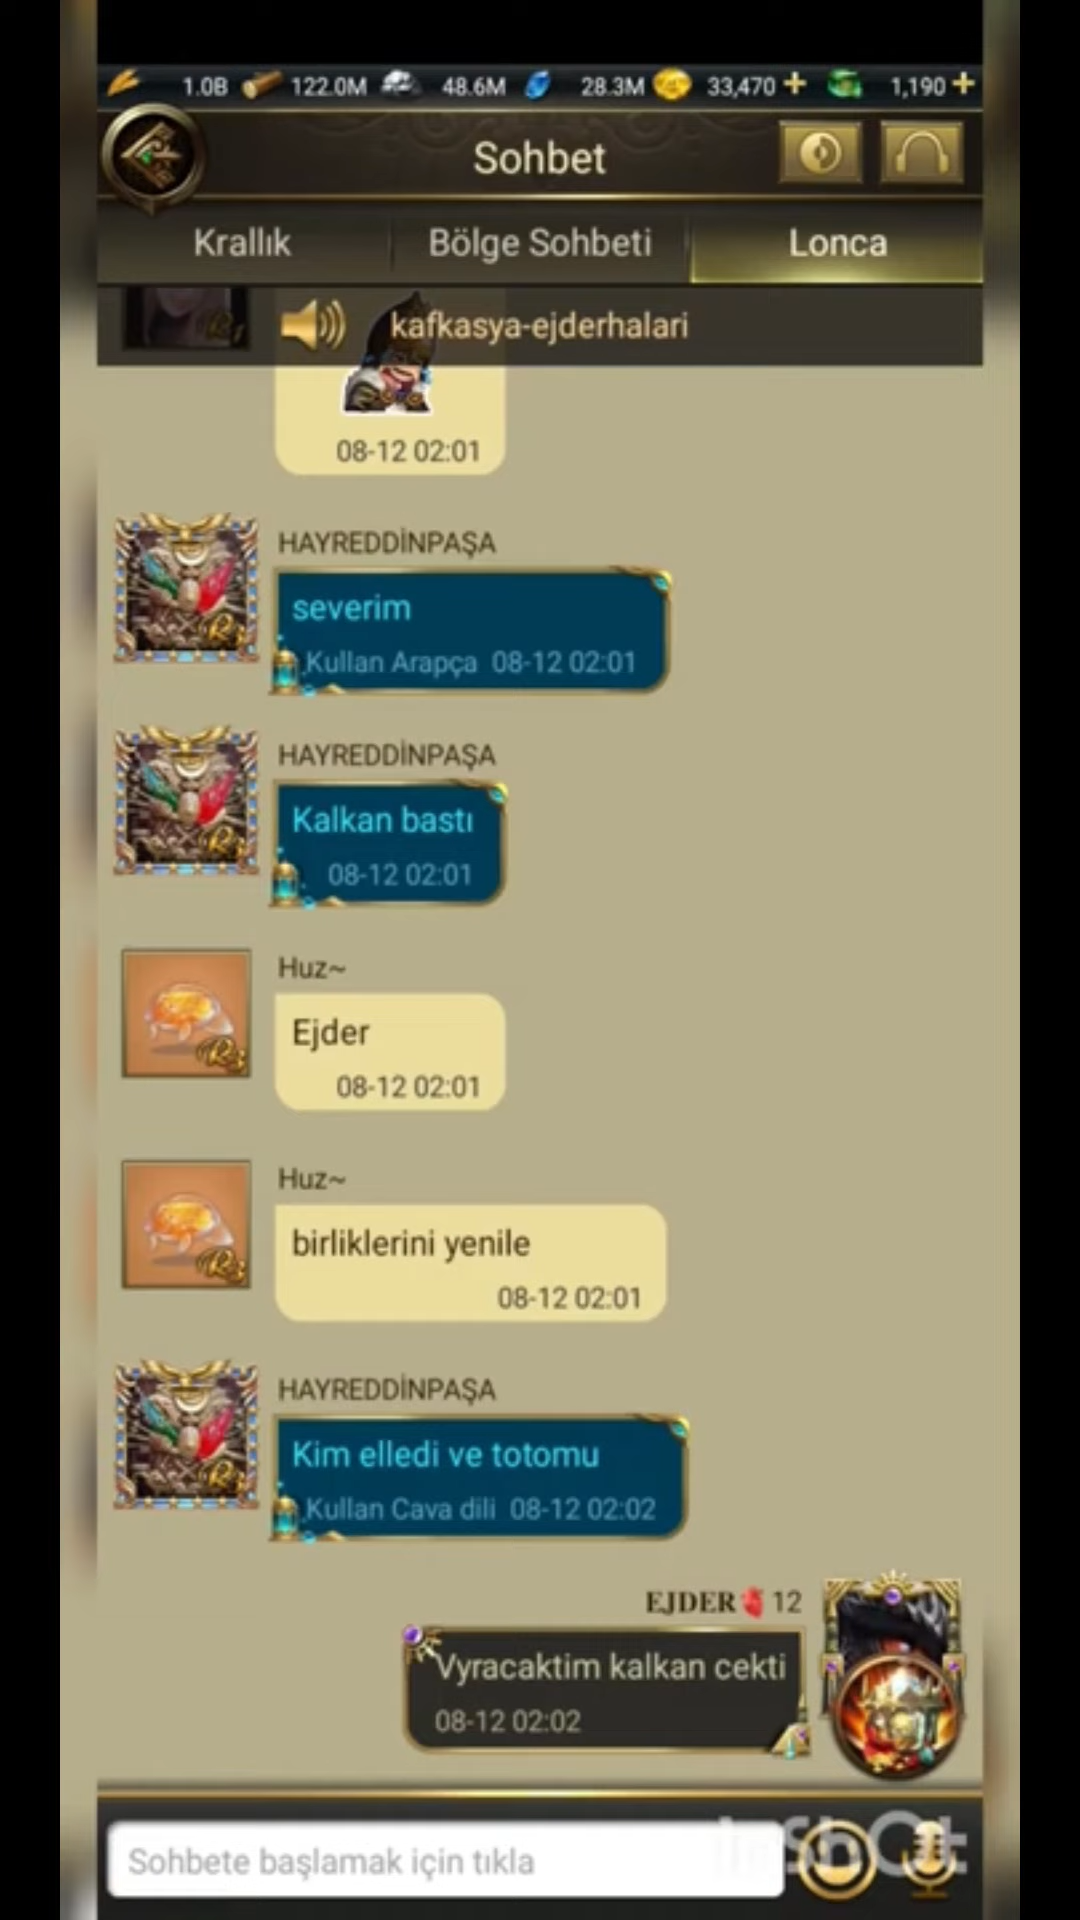 1.0B 122.0M 48.6M 28.3M 33,470 + 1,190 +
Sohbet
Krallık Bölge Sohbeti Lonca
kafkasya-ejderhalari
08-12 02:01
HAYREDDİNPAŞA
severim
Kullan Arapça 08-12 02:01
HAYREDDİNPAŞA
Kalkan bastı
08-12 02:01
Huz~
Ejder
08-12 02:01
Huz~
birliklerini yenile
08-12 02:01
HAYREDDİNPAŞA
Kim elledi ve totomu
Kullan Cava dili 08-12 02:02
EJDER🫀12
Vyracaktim kalkan cekti
08-12 02:02
Sohbete başlamak için tıkla
InShOt